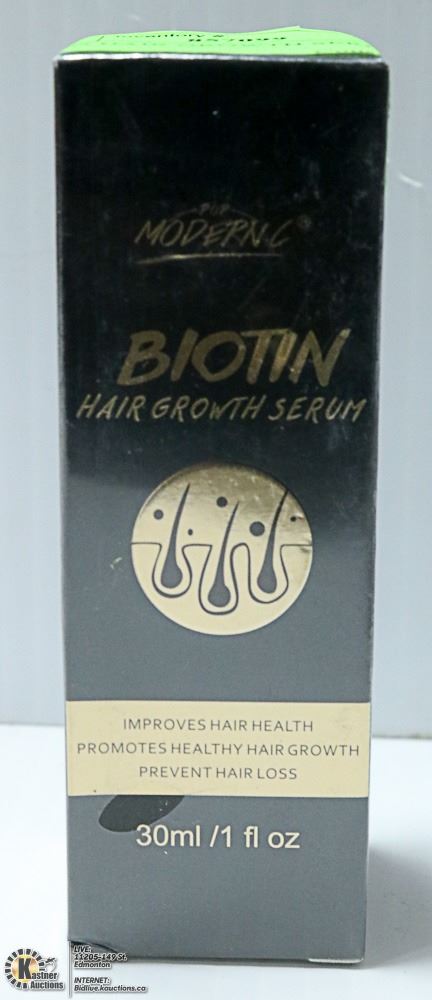 MODERN.C®
BIOTIN
HAIR GROWTH SERUM
IMPROVES HAIR HEALTH
PROMOTES HEALTHY HAIR GROWTH
PREVENT HAIR LOSS
30ml /1 fl oz
Kastner
Auctions
LIVE:
11205-149 St.
Edmonton
INTERNET:
Bidlive.kauctions.ca